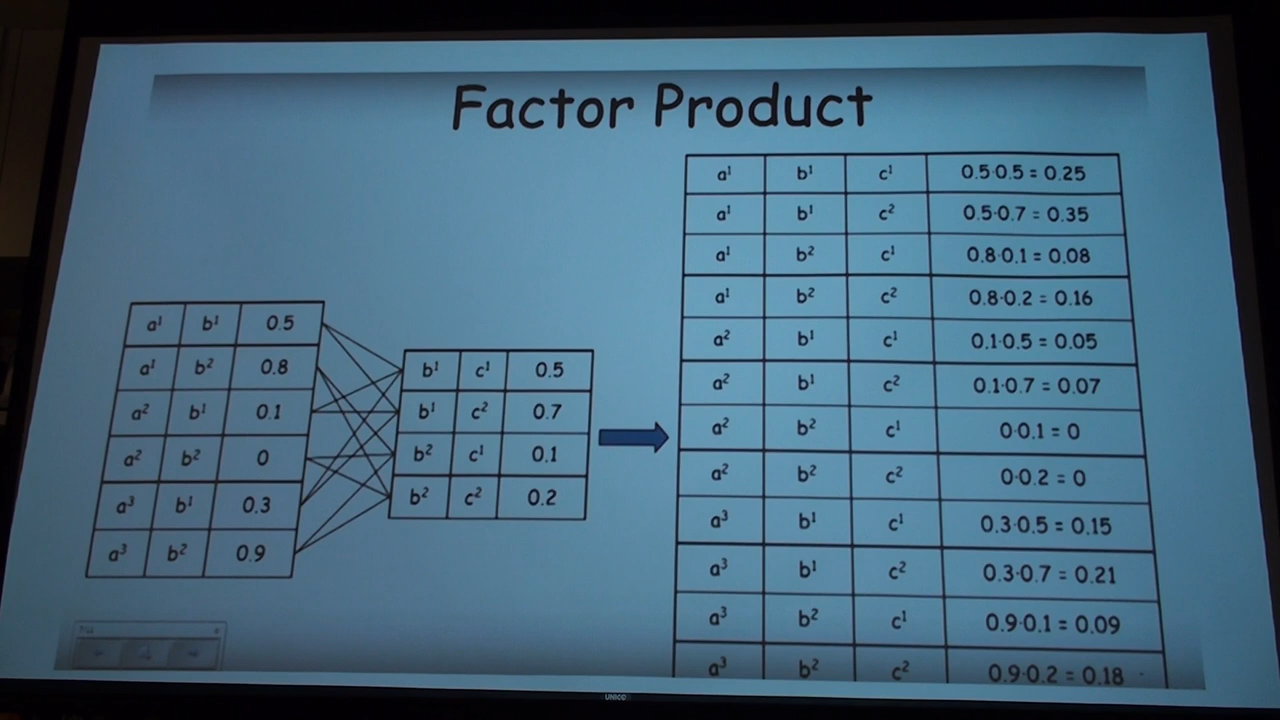 Factor Product
a¹ b¹ 0.5
a¹ b² 0.8
a² b¹ 0.1
a² b² 0
a³ b¹ 0.3
a³ b² 0.9
b¹ c¹ 0.5
b¹ c² 0.7
b² c¹ 0.1
b² c² 0.2
a¹ b¹ c¹ 0.5·0.5 = 0.25
a¹ b¹ c² 0.5·0.7 = 0.35
a¹ b² c¹ 0.8·0.1 = 0.08
a¹ b² c² 0.8·0.2 = 0.16
a² b¹ c¹ 0.1·0.5 = 0.05
a² b¹ c² 0.1·0.7 = 0.07
a² b² c¹ 0·0.1 = 0
a² b² c² 0·0.2 = 0
a³ b¹ c¹ 0.3·0.5 = 0.15
a³ b¹ c² 0.3·0.7 = 0.21
a³ b² c¹ 0.9·0.1 = 0.09
a³ b² c² 0.9·0.2 = 0.18